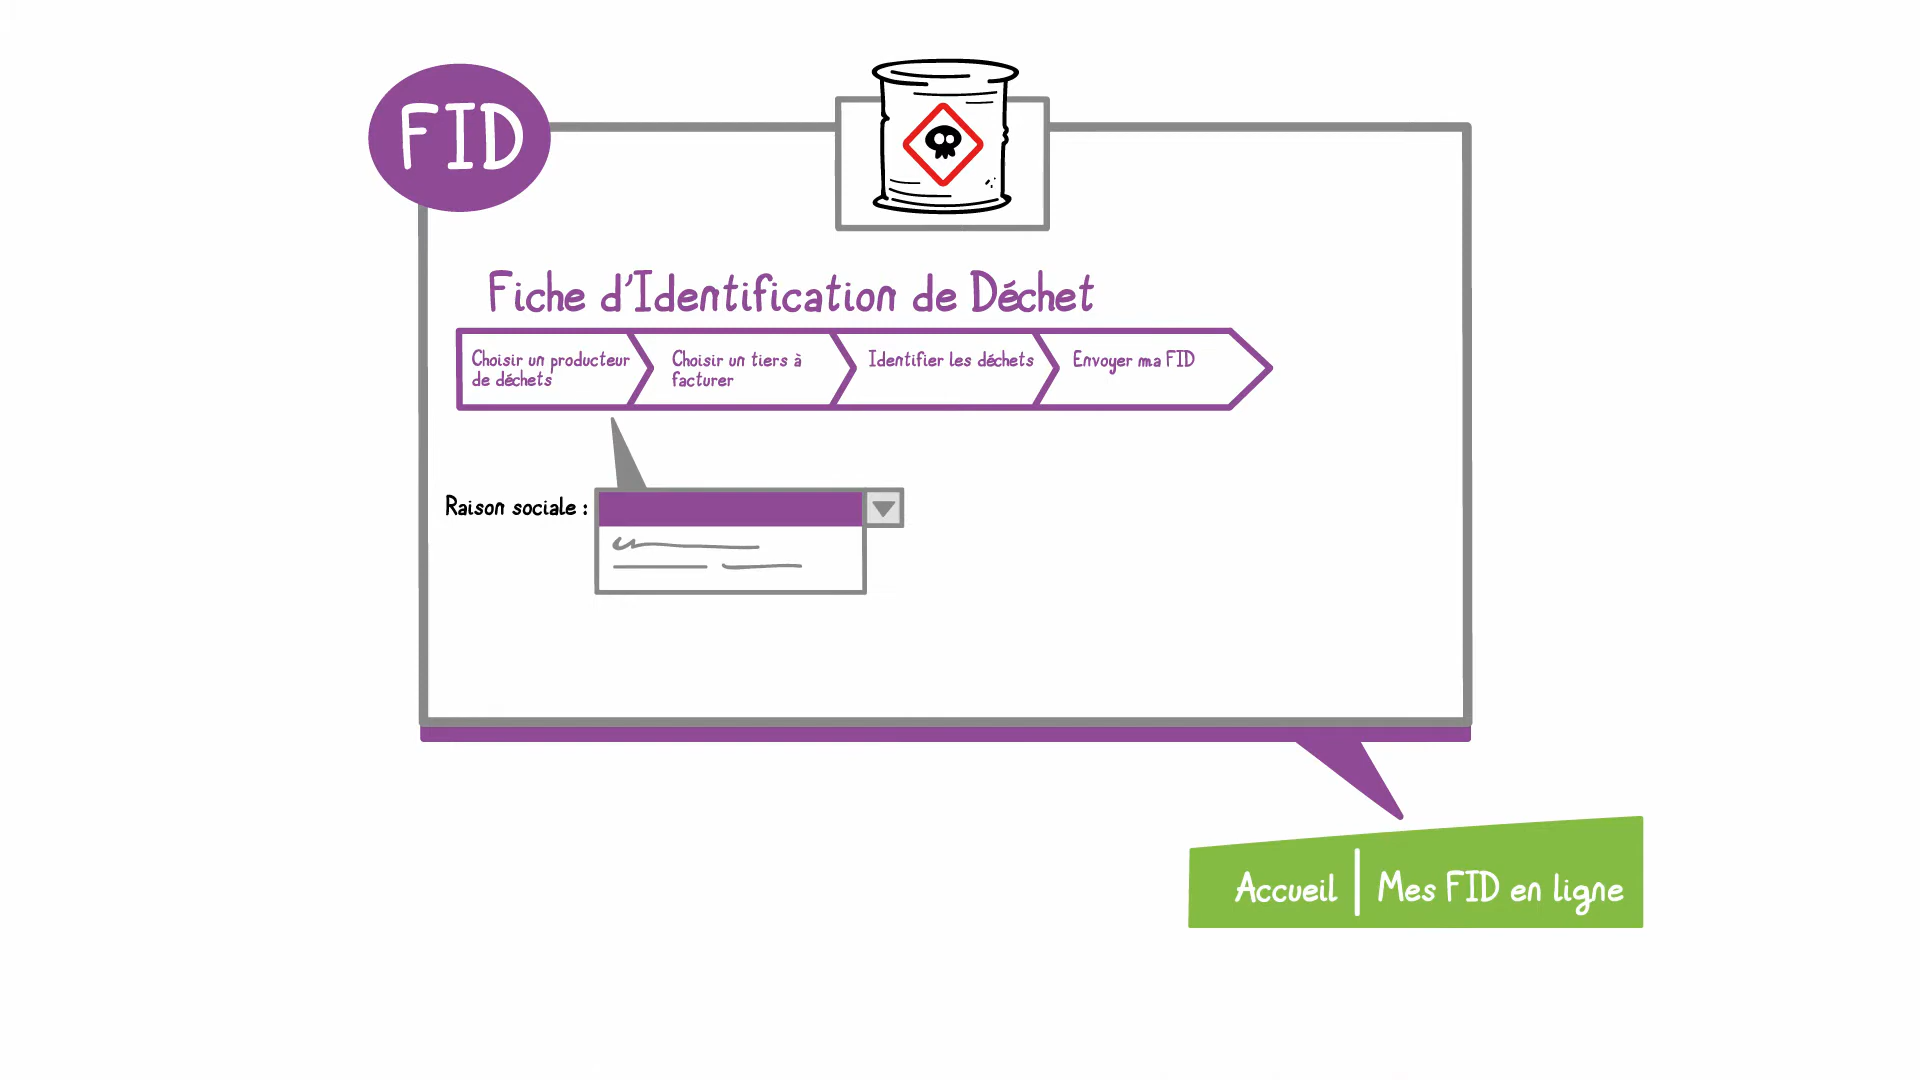 FID
Fiche d'Identification de Déchet
Choisir un producteur
de déchets
Choisir un tiers à
facturer
Identifier les déchets
Envoyer ma FID
Raison sociale :
Accueil | Mes FID en ligne